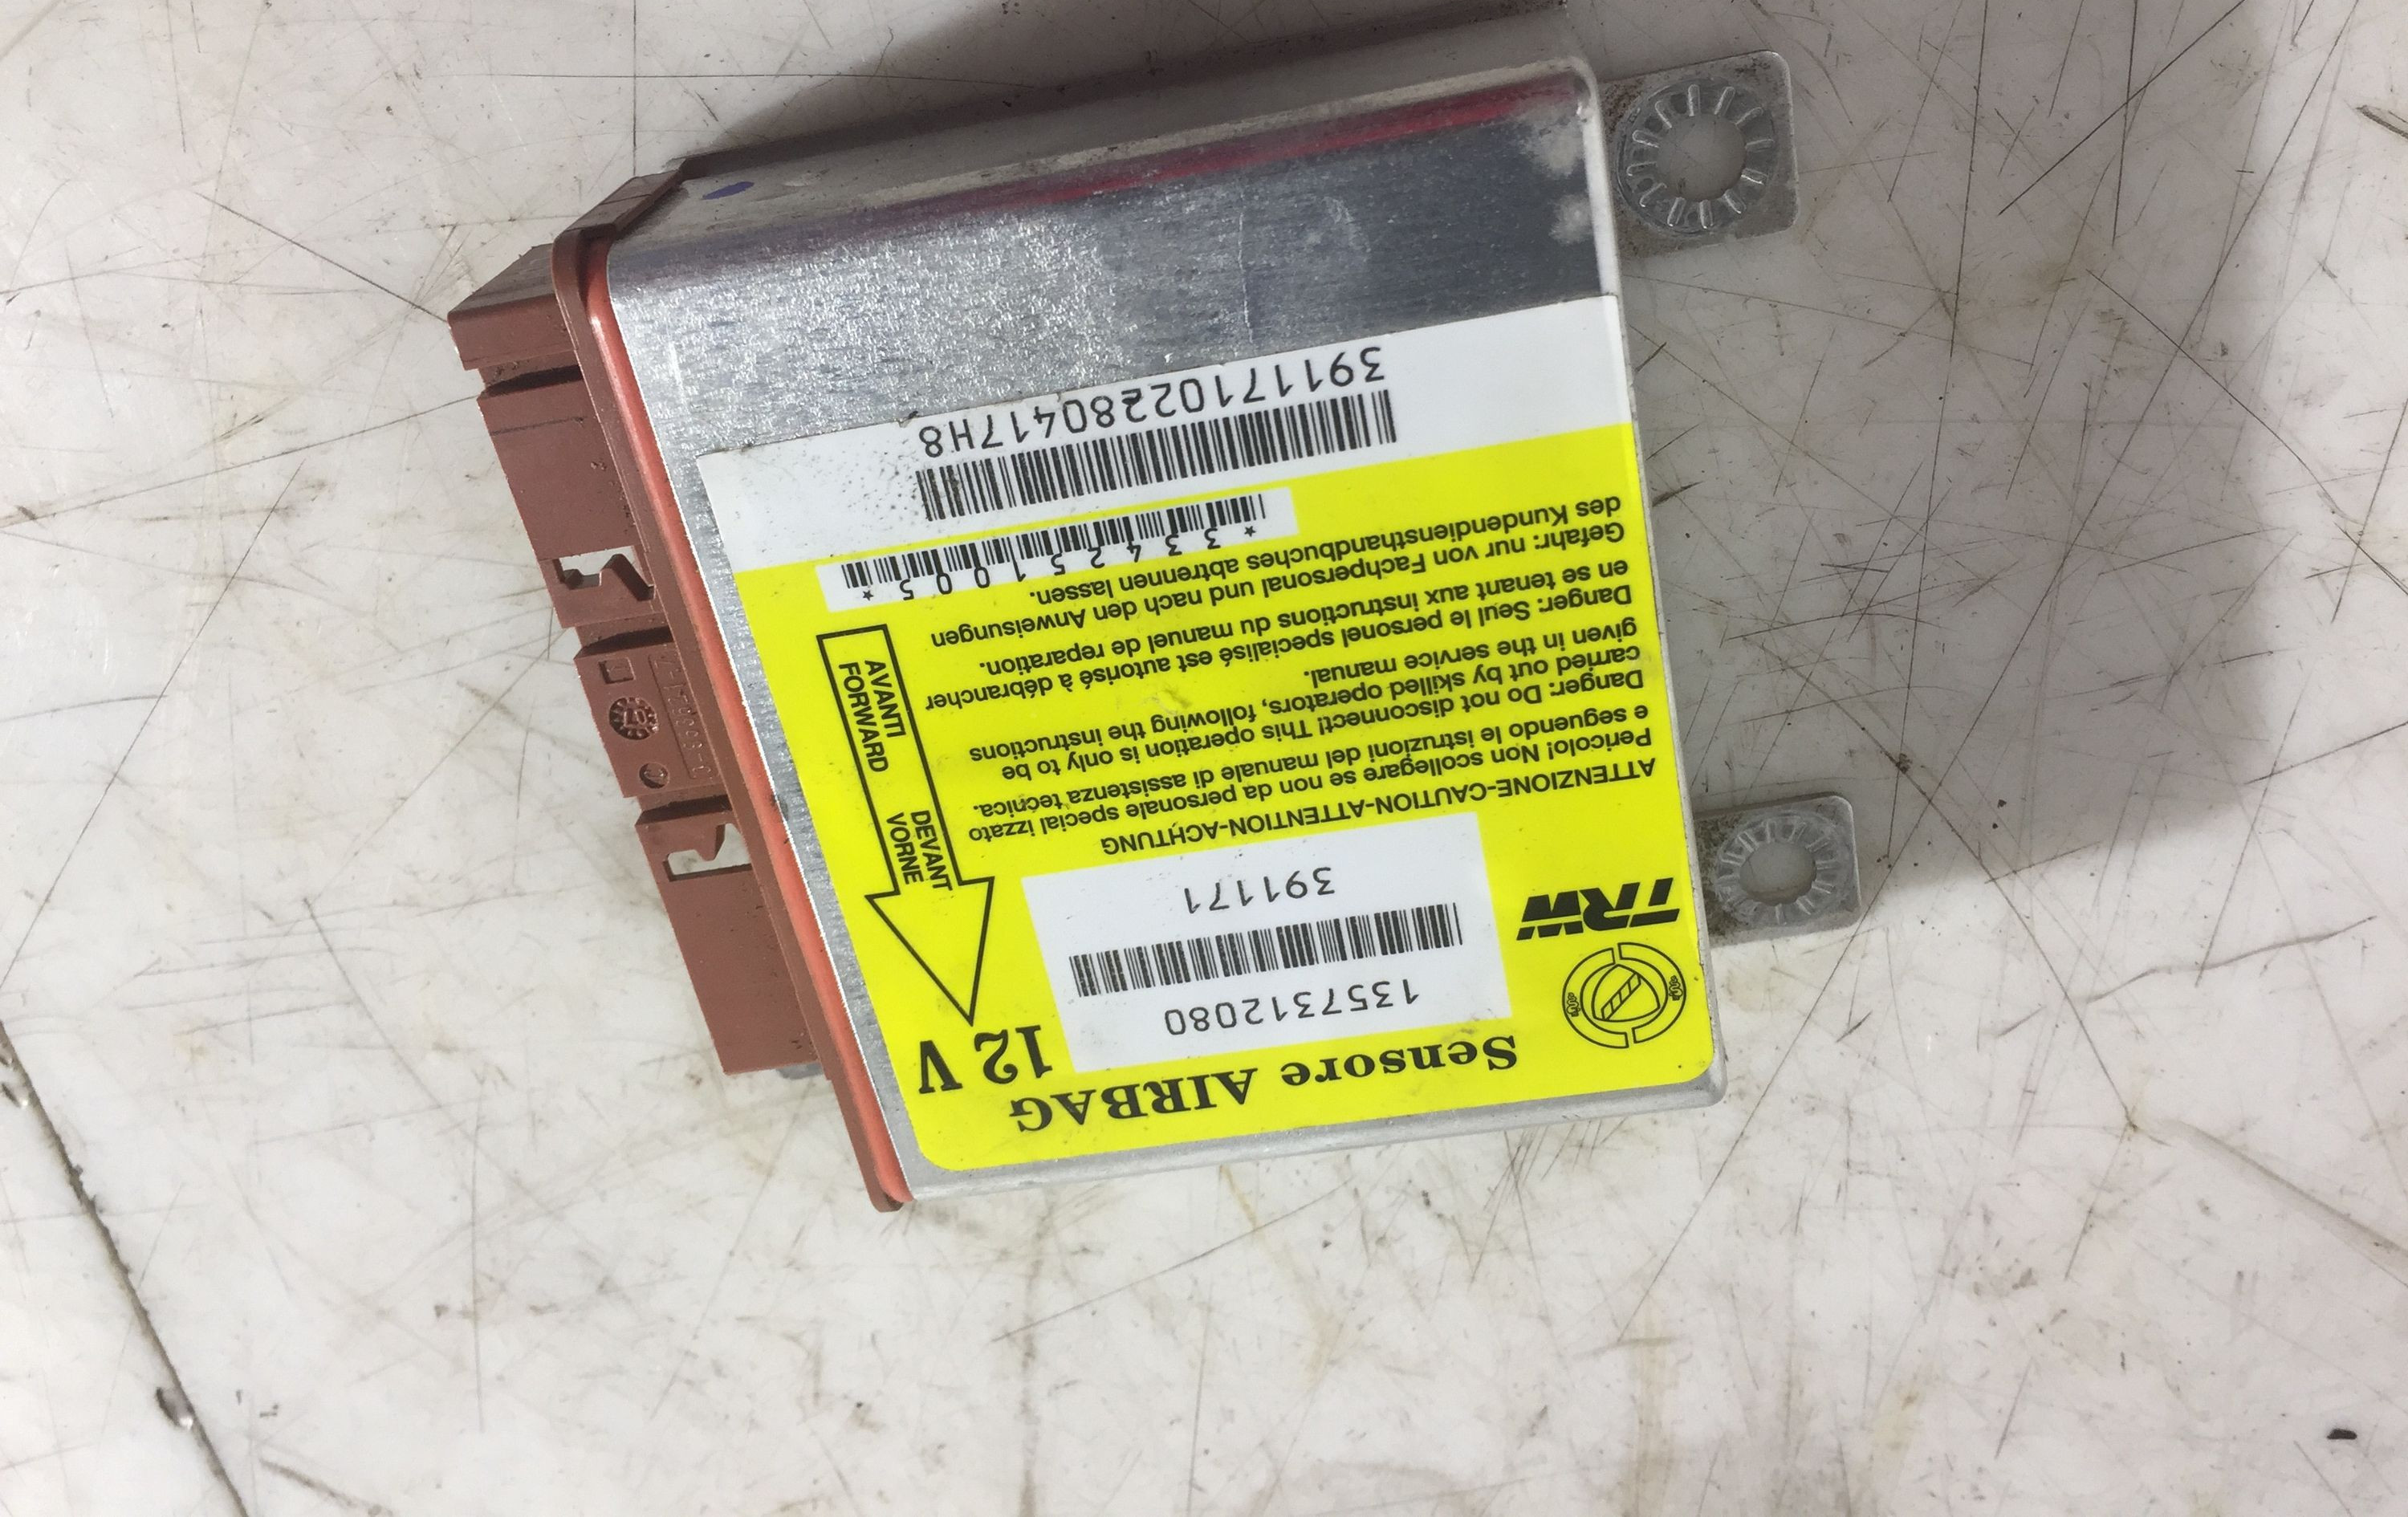 Sensore AIRBAG
12 V
1357312080
391171
TRW
ATTENZIONE-CAUTION-ATTENTION-ACHTUNG
Pericolo! Non scollegare se non da personale special izzato
e seguendo le istruzioni del manuale di assistenza tecnica.
Danger: Do not disconnect! This operation is only to be
carried out by skilled operators, following the instructions
given in the service manual.
Danger: Seul le personel specialisé est autorisé à débrancher
en se tenant aux instructions du manuel de reparation.
Gefahr: nur von Fachpersonal und nach den Anweisungen
des Kundendiensthandbuches abtrennen lassen.
AVANTI DEVANT
FORWARD VORNE
*334251005*
39117102280417H8